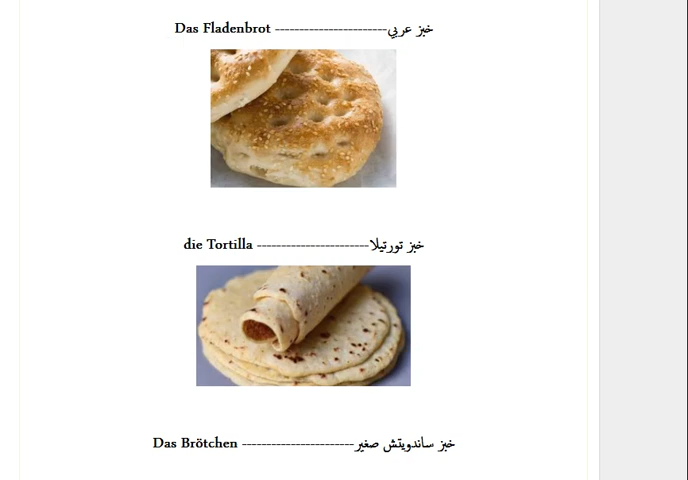 Das Fladenbrot -----------------------خبز عربي
die Tortilla -----------------------خبز تورتيلا
Das Brötchen -----------------------خبز ساندويتش صغير